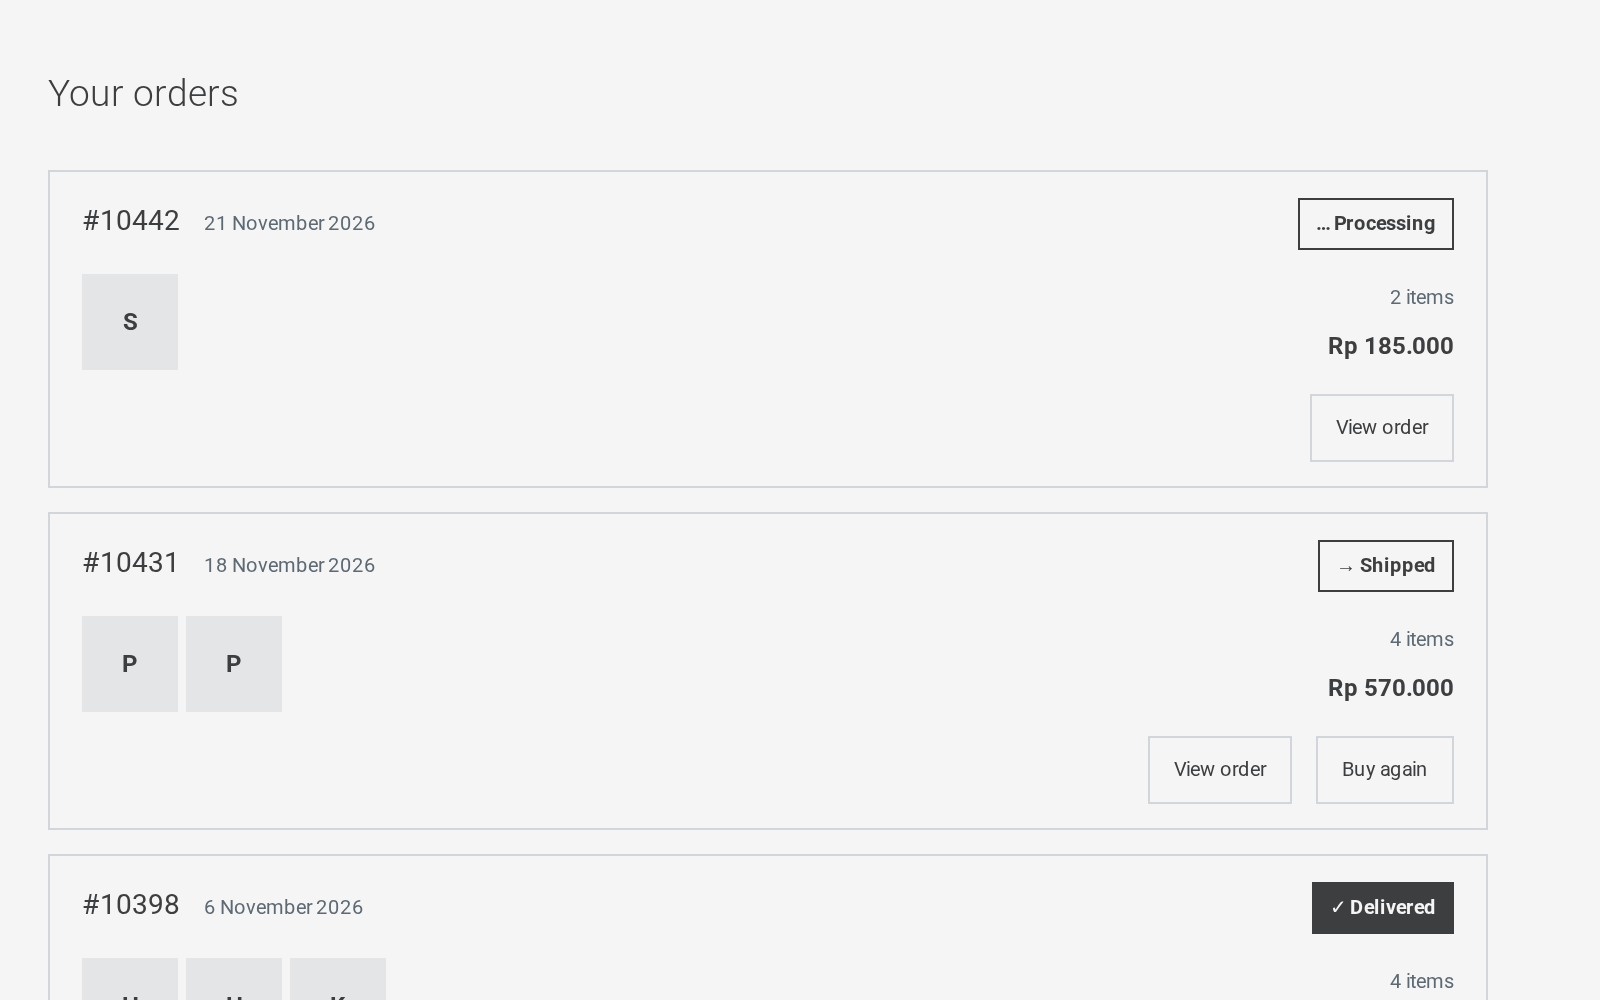 Your orders
#10442 21 November 2026 … Processing
S
2 items
Rp 185.000
View order
#10431 18 November 2026 → Shipped
P P
4 items
Rp 570.000
View order Buy again
#10398 6 November 2026 ✓ Delivered
4 items